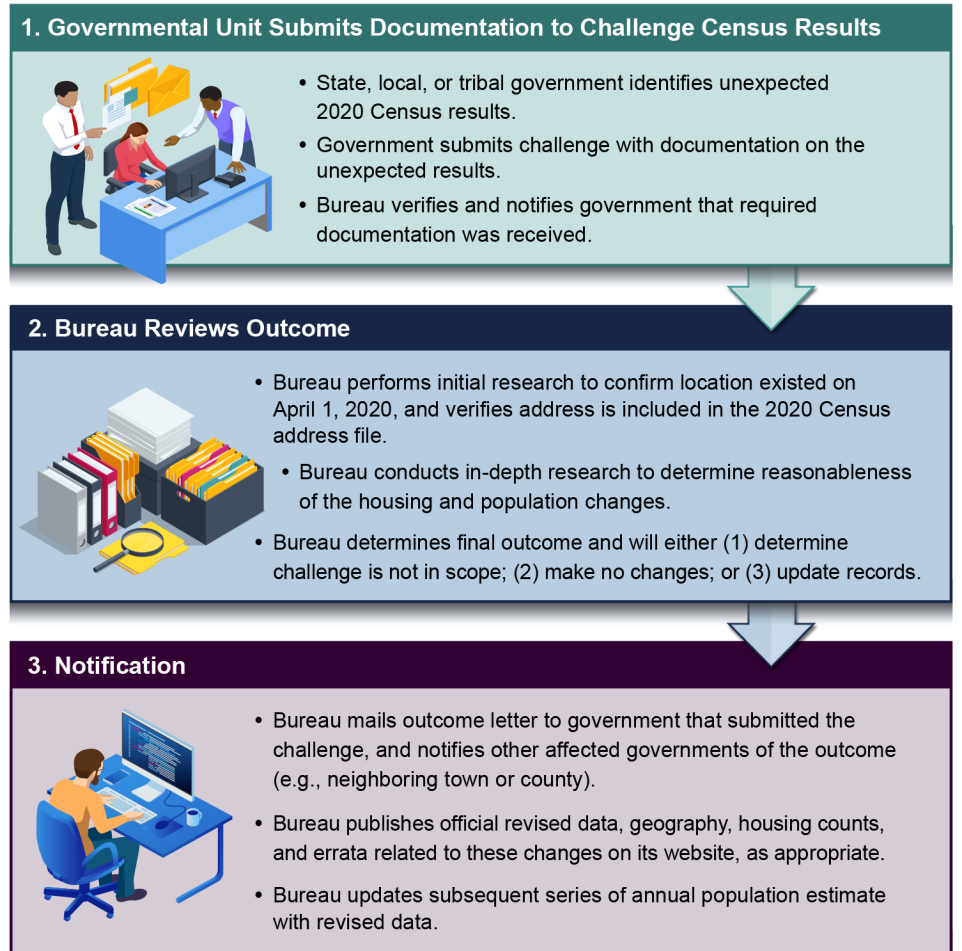 1. Governmental Unit Submits Documentation to Challenge Census Results
• State, local, or tribal government identifies unexpected
2020 Census results.
• Government submits challenge with documentation on the
unexpected results.
• Bureau verifies and notifies government that required
documentation was received.
2. Bureau Reviews Outcome
• Bureau performs initial research to confirm location existed on
April 1, 2020, and verifies address is included in the 2020 Census
address file.
• Bureau conducts in-depth research to determine reasonableness
of the housing and population changes.
• Bureau determines final outcome and will either (1) determine
challenge is not in scope; (2) make no changes; or (3) update records.
3. Notification
• Bureau mails outcome letter to government that submitted the
challenge, and notifies other affected governments of the outcome
(e.g., neighboring town or county).
• Bureau publishes official revised data, geography, housing counts,
and errata related to these changes on its website, as appropriate.
• Bureau updates subsequent series of annual population estimate
with revised data.